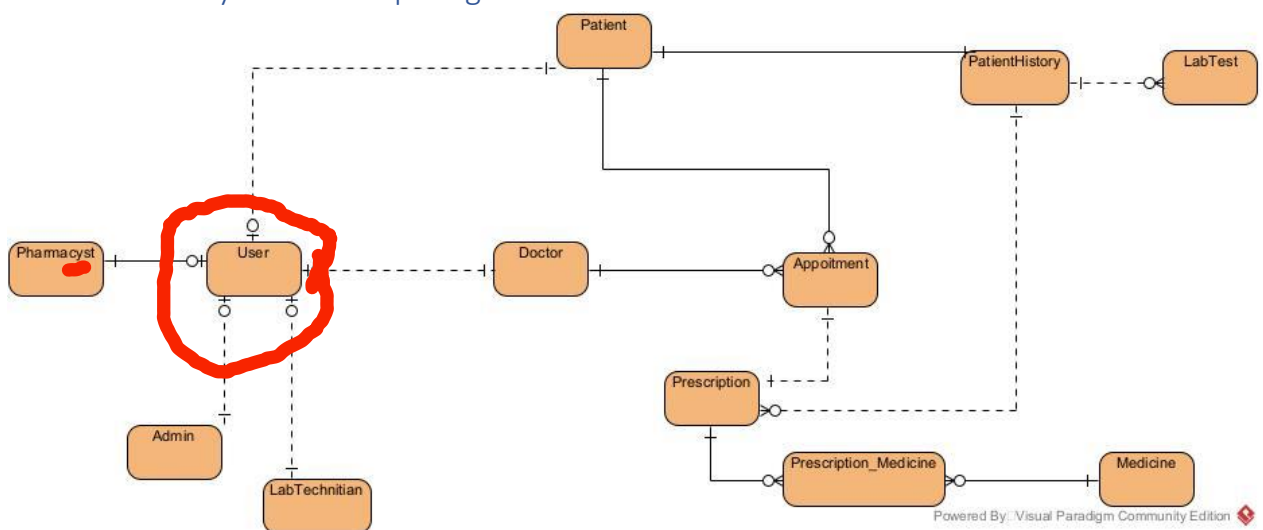 Patient
PatientHistory
LabTest
Pharmacyst
User
Doctor
Appoitment
Prescription
Admin
LabTechnitian
Prescription_Medicine
Medicine
Powered By Visual Paradigm Community Edition